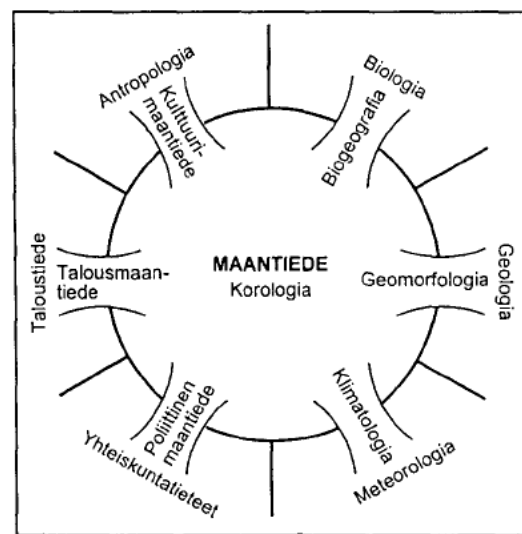 Antropologia
Kulttuuri-
maantiede
Biologia
Biogeografia
Taloustiede
Talousmaan-
tiede
MAANTIEDE
Korologia
Geomorfologia
Geologia
Poliittinen
maantiede
Yhteiskuntatieteet
Klimatologia
Meteorologia